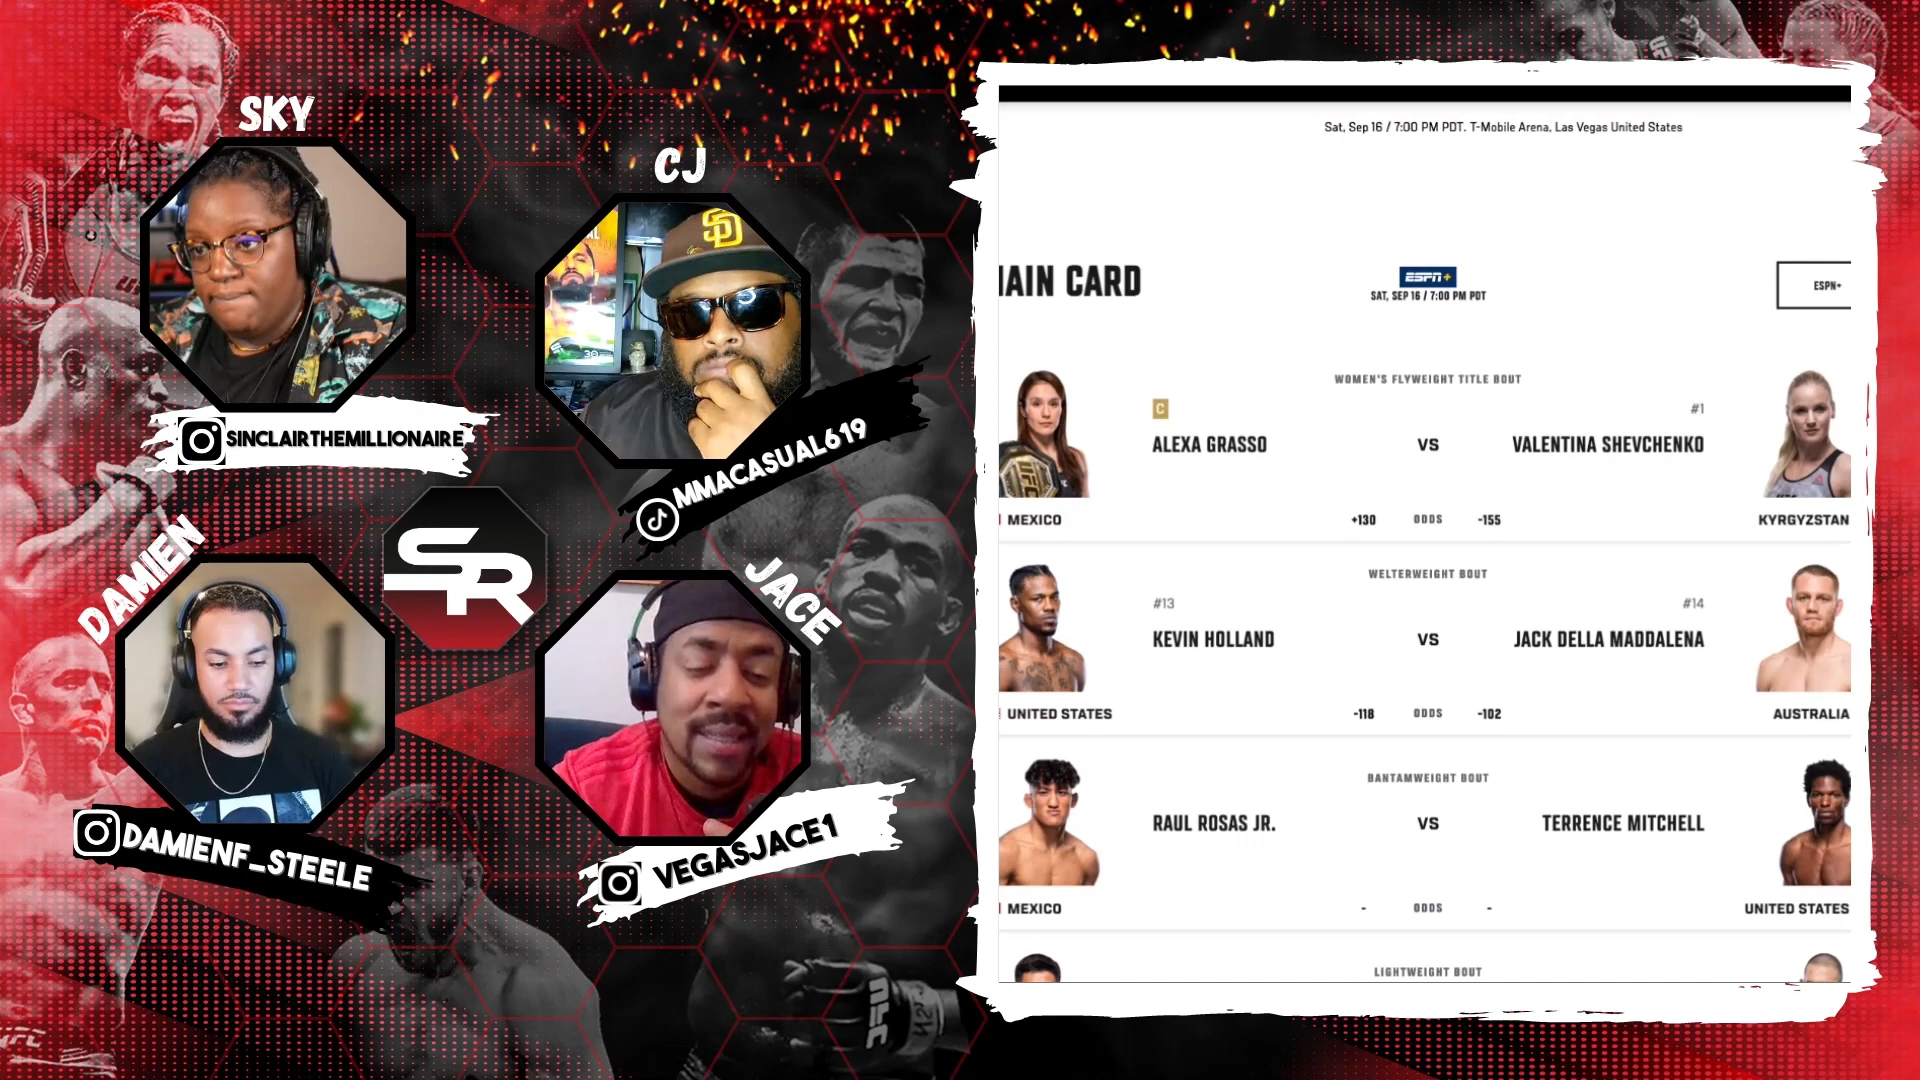 SKY
SINCLAIRTHEMILLIONAIRE
CJ
SD
MMACASUAL619
DAMIEN
DAMIENF_STEELE
SR
JACE
VEGASJACE1
UFC
Sat, Sep 16 / 7:00 PM PDT. T-Mobile Arena, Las Vegas United States
AIN CARD
ESPN+
SAT, SEP 16 / 7:00 PM PDT
ESPN+
WOMEN'S FLYWEIGHT TITLE BOUT
C
#1
ALEXA GRASSO VS VALENTINA SHEVCHENKO
MEXICO +130 ODDS -155 KYRGYZSTAN
WELTERWEIGHT BOUT
#13 #14
KEVIN HOLLAND VS JACK DELLA MADDALENA
UNITED STATES -118 ODDS -102 AUSTRALIA
BANTAMWEIGHT BOUT
RAUL ROSAS JR. VS TERRENCE MITCHELL
MEXICO - ODDS - UNITED STATES
LIGHTWEIGHT BOUT